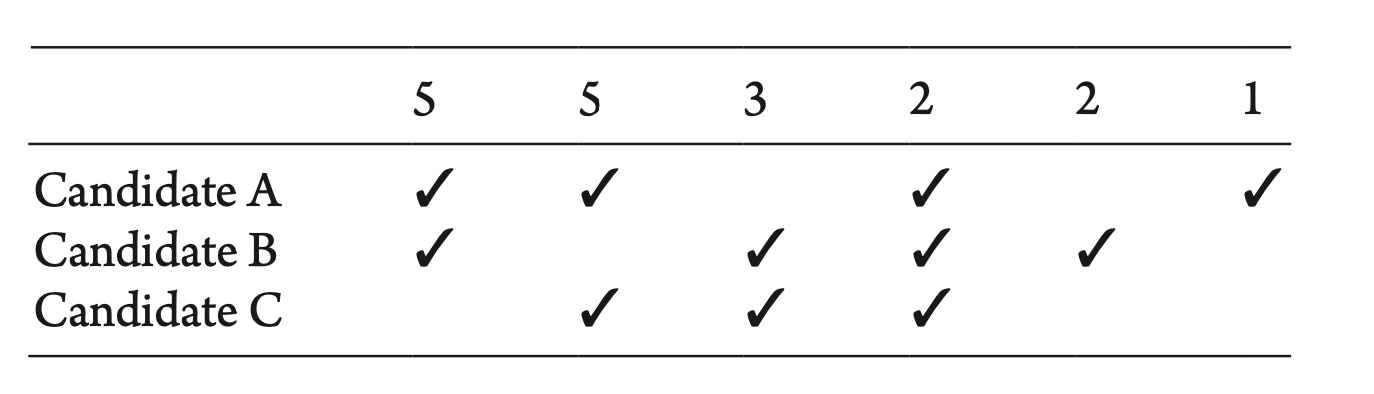 5 5 3 2 2 1
Candidate A ✓ ✓ ✓ ✓
Candidate B ✓ ✓ ✓ ✓
Candidate C ✓ ✓ ✓